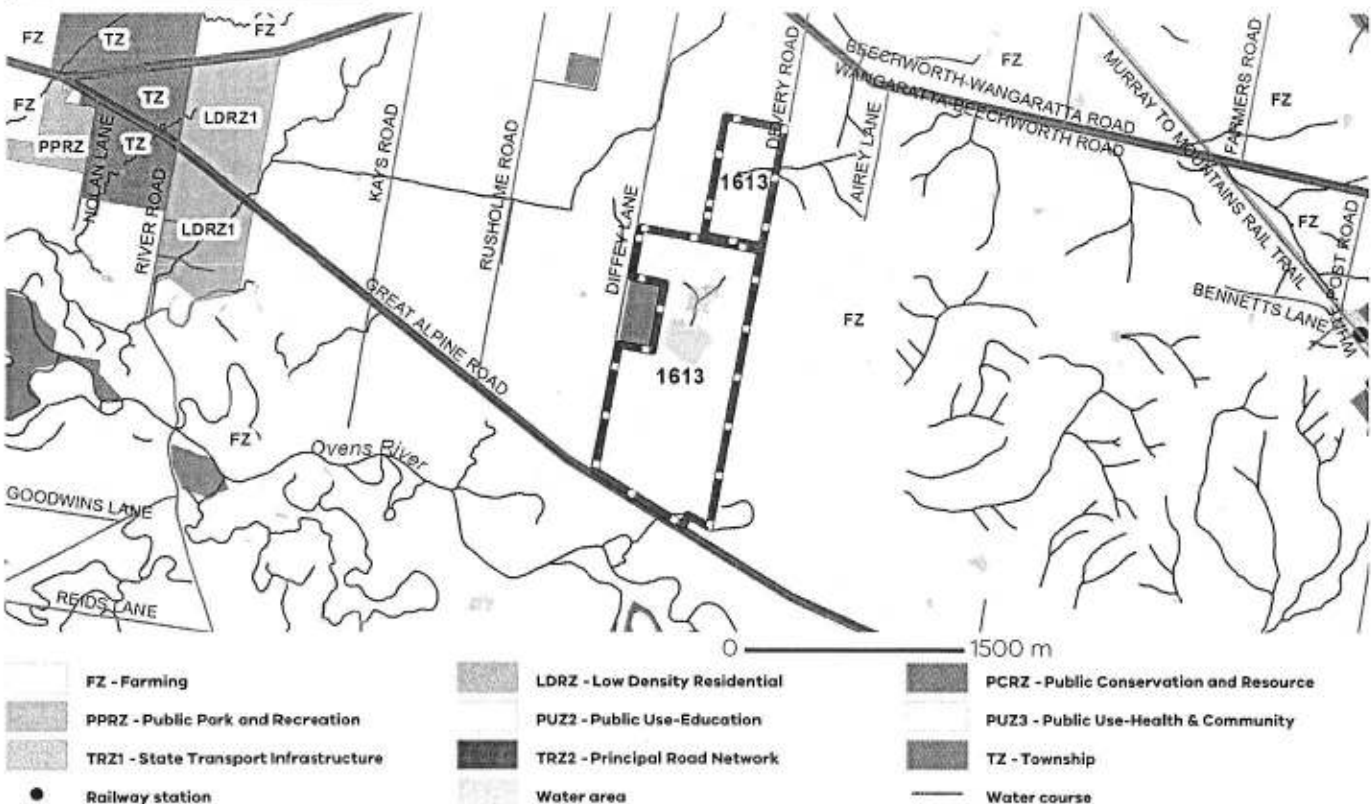 FZ
TZ
FZ
FZ
TZ
LDRZ1
PPRZ
TZ
NOLAN LANE
RIVER ROAD
LDRZ1
KAYS ROAD
RUSHOLME ROAD
DIFFEY LANE
DEVERY ROAD
1613
AIREY LANE
BEECHWORTH-WANGARATTA ROAD
WANGARATTA-BEECHWORTH ROAD
FZ
MURRAY TO MOUNTAINS RAIL TRAIL
FARMERS ROAD
FZ
FZ
POST ROAD
BENNETTS LANE
GREAT ALPINE ROAD
FZ
1613
FZ
Ovens River
GOODWINS LANE
REIDS LANE
0 1500 m
FZ - Farming
LDRZ - Low Density Residential
PCRZ - Public Conservation and Resource
PPRZ - Public Park and Recreation
PUZ2 - Public Use-Education
PUZ3 - Public Use-Health & Community
TRZ1 - State Transport Infrastructure
TRZ2 - Principal Road Network
TZ - Township
Railway station
Water area
Water course